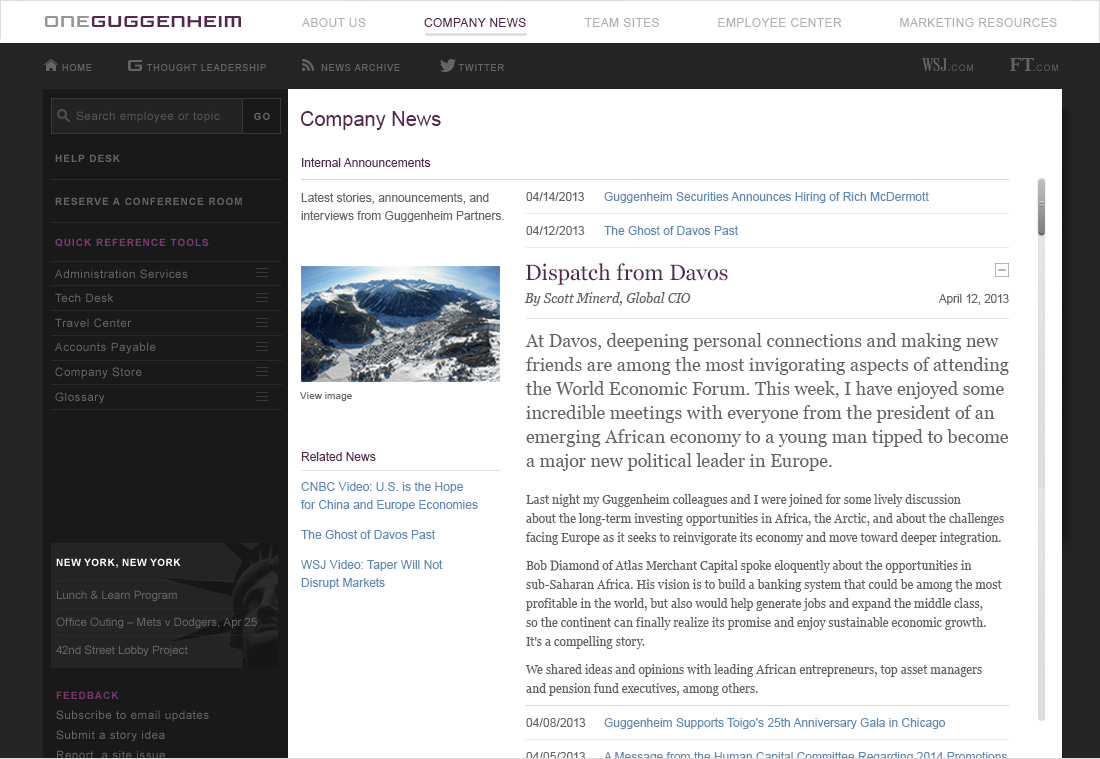 ONEGUGGENHEIM
ABOUT US
COMPANY NEWS
TEAM SITES
EMPLOYEE CENTER
MARKETING RESOURCES
HOME
THOUGHT LEADERSHIP
NEWS ARCHIVE
TWITTER
WSJ.COM
FT.COM
Search employee or topic
GO
HELP DESK
RESERVE A CONFERENCE ROOM
QUICK REFERENCE TOOLS
Administration Services
Tech Desk
Travel Center
Accounts Payable
Company Store
Glossary
NEW YORK, NEW YORK
Lunch & Learn Program
Office Outing – Mets v Dodgers, Apr 25
42nd Street Lobby Project
FEEDBACK
Subscribe to email updates
Submit a story idea
Report a site issue
Company News
Internal Announcements
Latest stories, announcements, and
interviews from Guggenheim Partners.
View image
Related News
CNBC Video: U.S. is the Hope
for China and Europe Economies
The Ghost of Davos Past
WSJ Video: Taper Will Not
Disrupt Markets
04/14/2013 Guggenheim Securities Announces Hiring of Rich McDermott
04/12/2013 The Ghost of Davos Past
Dispatch from Davos
By Scott Minerd, Global CIO
April 12, 2013
At Davos, deepening personal connections and making new
friends are among the most invigorating aspects of attending
the World Economic Forum. This week, I have enjoyed some
incredible meetings with everyone from the president of an
emerging African economy to a young man tipped to become
a major new political leader in Europe.
Last night my Guggenheim colleagues and I were joined for some lively discussion
about the long-term investing opportunities in Africa, the Arctic, and about the challenges
facing Europe as it seeks to reinvigorate its economy and move toward deeper integration.
Bob Diamond of Atlas Merchant Capital spoke eloquently about the opportunities in
sub-Saharan Africa. His vision is to build a banking system that could be among the most
profitable in the world, but also would help generate jobs and expand the middle class,
so the continent can finally realize its promise and enjoy sustainable economic growth.
It's a compelling story.
We shared ideas and opinions with leading African entrepreneurs, top asset managers
and pension fund executives, among others.
04/08/2013 Guggenheim Supports Toigo's 25th Anniversary Gala in Chicago
04/05/2013 A Message from the Human Capital Committee Regarding 2014 Promotions